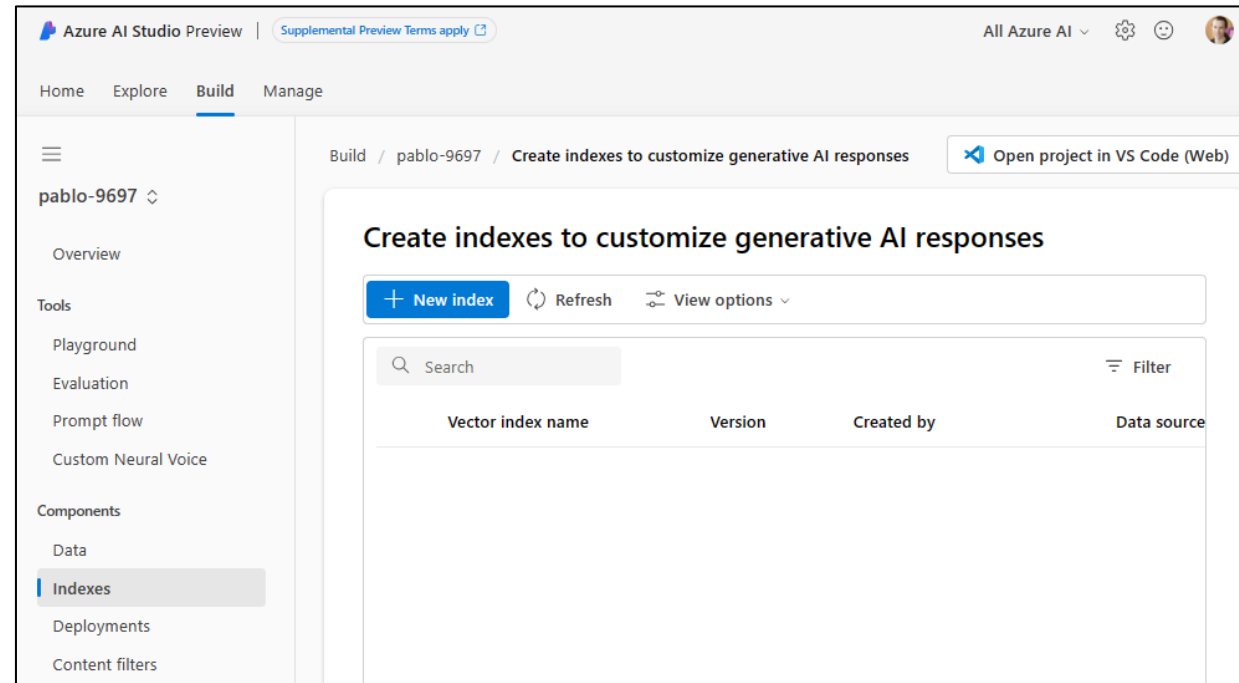 Azure AI Studio Preview | Supplemental Preview Terms apply All Azure AI
Home Explore Build Manage
Build / pablo-9697 / Create indexes to customize generative AI responses Open project in VS Code (Web)
pablo-9697
Overview
Tools
Playground
Evaluation
Prompt flow
Custom Neural Voice
Components
Data
Indexes
Deployments
Content filters
Create indexes to customize generative AI responses
New index Refresh View options
Search Filter
Vector index name Version Created by Data source